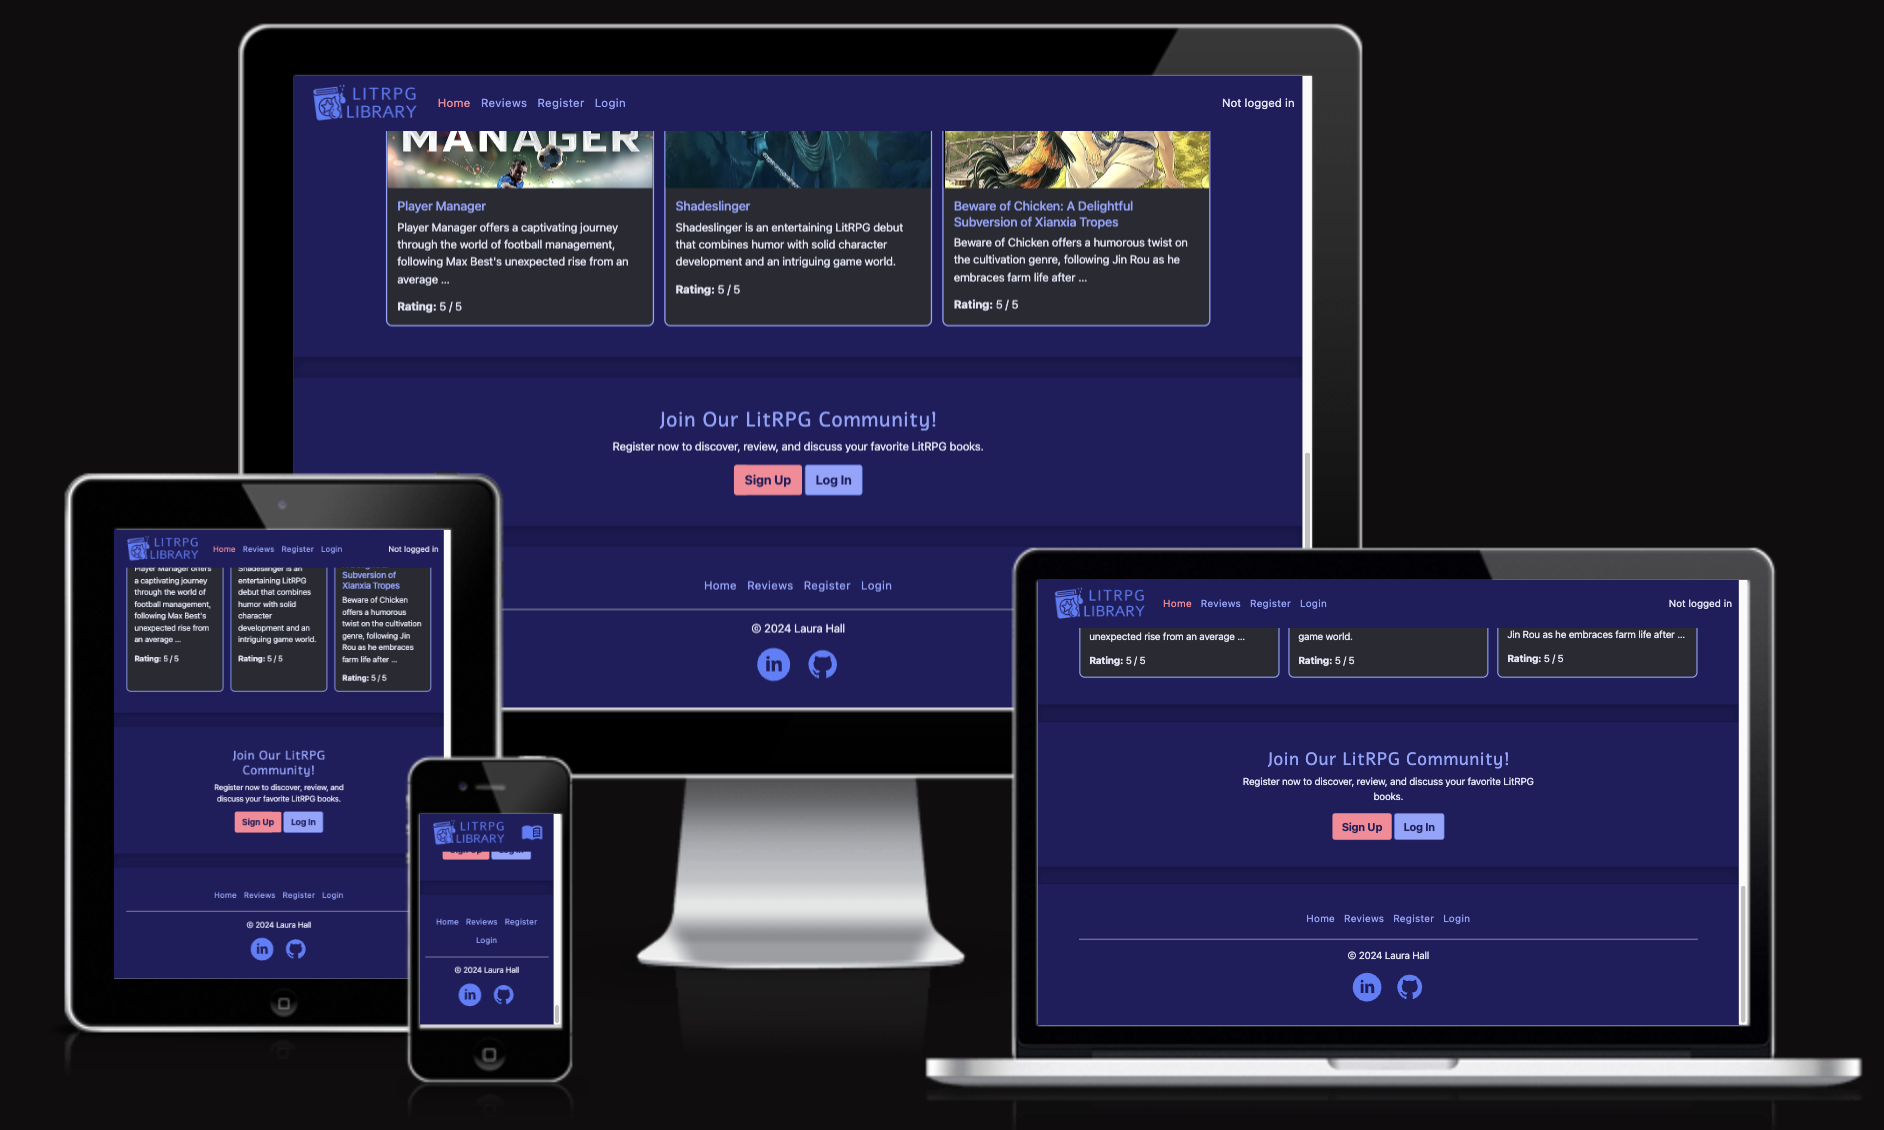 LITRPG
LIBRARY
Home Reviews Register Login
Not logged in
MANAGER
Player Manager
Player Manager offers a captivating journey
through the world of football management,
following Max Best's unexpected rise from an
average ...
Rating: 5 / 5
Shadeslinger
Shadeslinger is an entertaining LitRPG debut
that combines humor with solid character
development and an intriguing game world.
Rating: 5 / 5
Beware of Chicken: A Delightful
Subversion of Xianxia Tropes
Beware of Chicken offers a humorous twist on
the cultivation genre, following Jin Rou as he
embraces farm life after ...
Rating: 5 / 5
Join Our LitRPG Community!
Register now to discover, review, and discuss your favorite LitRPG books.
Sign Up Log In
Home Reviews Register Login
© 2024 Laura Hall
in
LITRPG
LIBRARY
Home Reviews Register Login
Not logged in
Player Manager offers
a captivating journey
through the world of
football management,
following Max Best's
unexpected rise from
an average ...
Rating: 5 / 5
Shadeslinger is an
entertaining LitRPG
debut that combines
humor with solid
character
development and an
intriguing game world.
Rating: 5 / 5
Subversion of
Xianxia Tropes
Beware of Chicken
offers a humorous
twist on the cultivation
genre, following Jin
Rou as he embraces
farm life after ...
Rating: 5 / 5
Join Our LitRPG
Community!
Register now to discover, review, and
discuss your favorite LitRPG books.
Sign Up Log In
Home Reviews Register Login
© 2024 Laura Hall
in
LITRPG
LIBRARY
Sign Up Log In
Home Reviews Register
Login
© 2024 Laura Hall
in
LITRPG
LIBRARY
Home Reviews Register Login
Not logged in
unexpected rise from an average ...
Rating: 5 / 5
game world.
Rating: 5 / 5
Jin Rou as he embraces farm life after ...
Rating: 5 / 5
Join Our LitRPG Community!
Register now to discover, review, and discuss your favorite LitRPG
books.
Sign Up Log In
Home Reviews Register Login
© 2024 Laura Hall
in